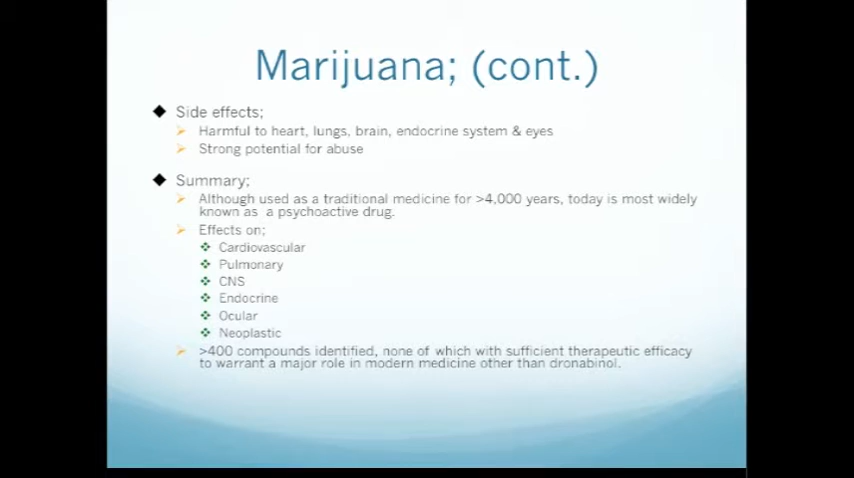 Marijuana; (cont.)
Side effects;
Harmful to heart, lungs, brain, endocrine system & eyes
Strong potential for abuse
Summary;
Although used as a traditional medicine for >4,000 years, today is most widely
known as a psychoactive drug.
Effects on;
Cardiovascular
Pulmonary
CNS
Endocrine
Ocular
Neoplastic
>400 compounds identified, none of which with sufficient therapeutic efficacy
to warrant a major role in modern medicine other than dronabinol.